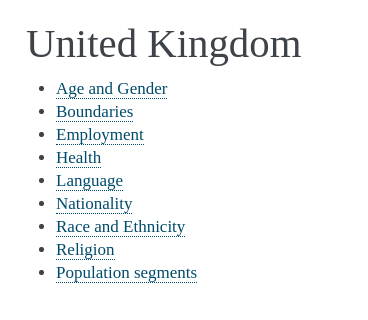 United Kingdom
Age and Gender
Boundaries
Employment
Health
Language
Nationality
Race and Ethnicity
Religion
Population segments